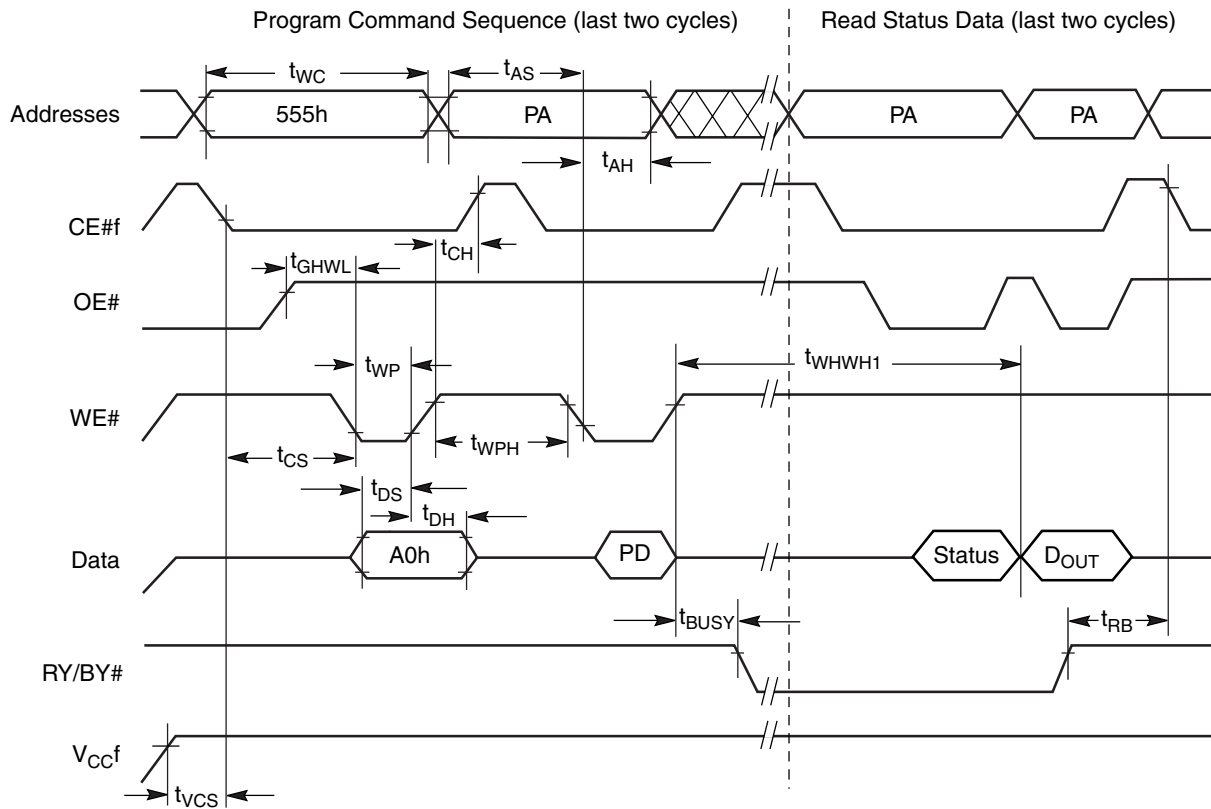 Program Command Sequence (last two cycles) Read Status Data (last two cycles)
tWC tAS
Addresses 555h PA PA PA
tAH
CE#f
tCH
tGHWL
OE#
tWP tWHWH1
WE#
tWPH
tCS
tDS
tDH
Data A0h PD Status DOUT
tBUSY tRB
RY/BY#
VCCf
tVCS